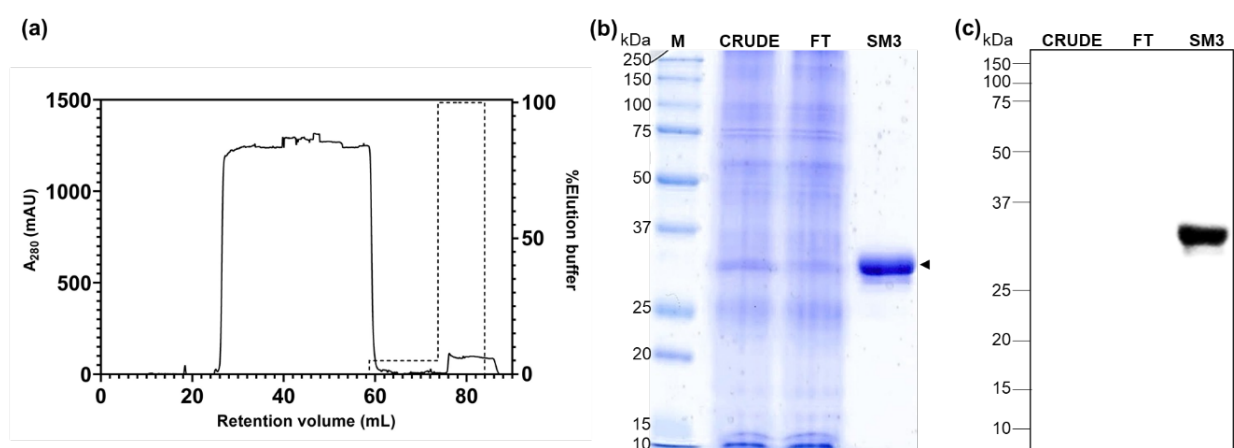 (a)
1500
1000
500
0
A280 (mAU)
0 20 40 60 80
Retention volume (mL)
100
50
0
%Elution buffer
(b)
kDa M CRUDE FT SM3
250
150
100
75
50
37
25
20
15
10
(c)
kDa CRUDE FT SM3
150
100
75
50
37
25
20
15
10